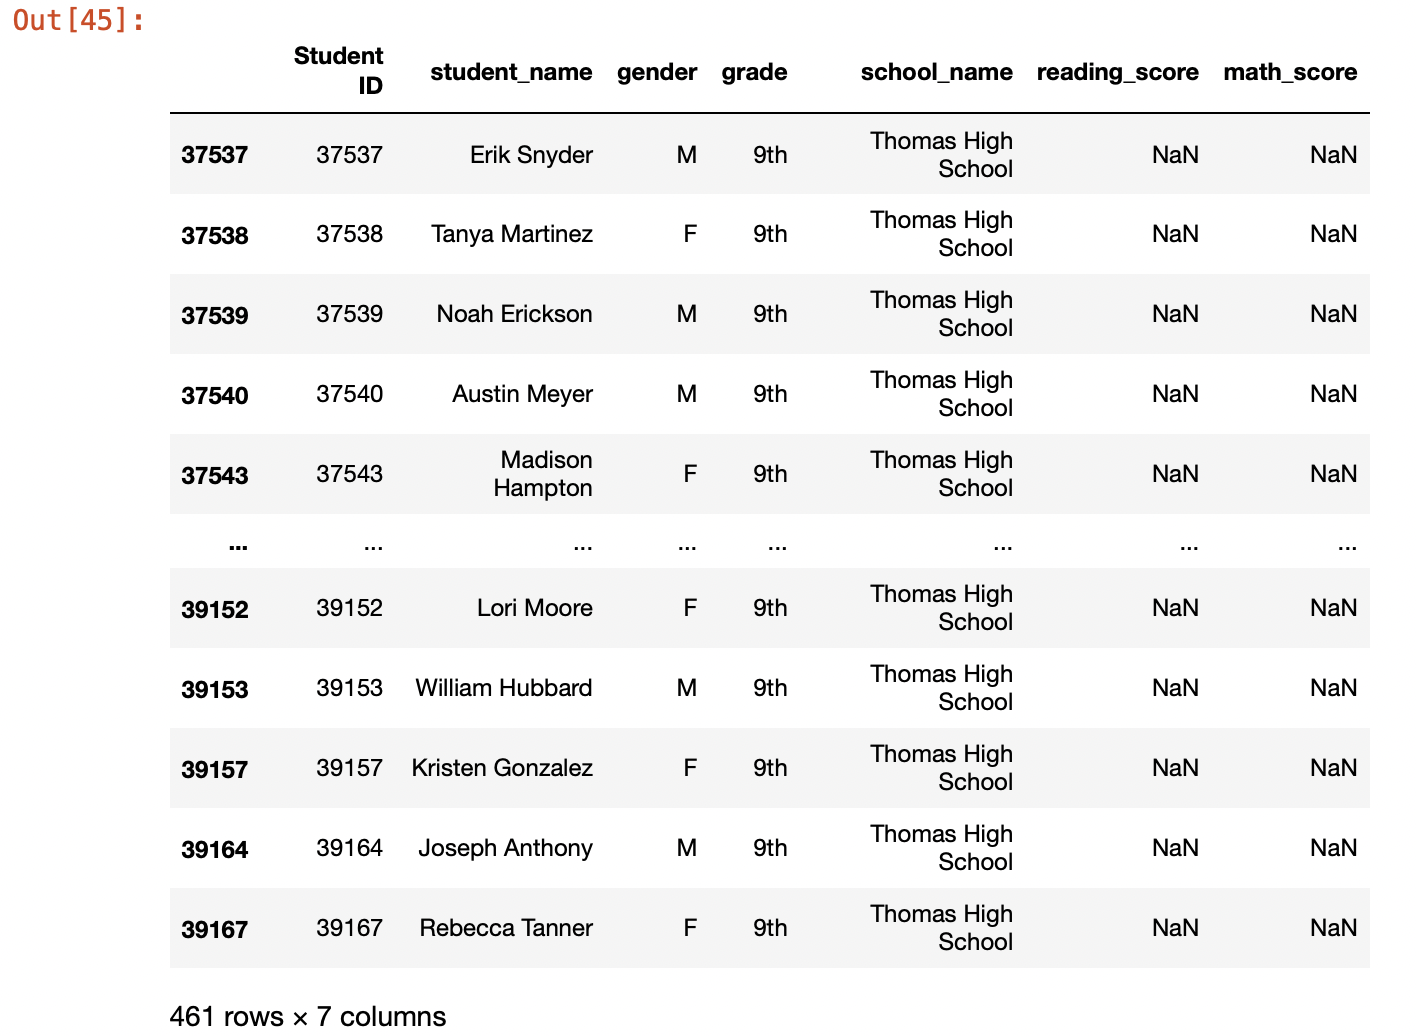 Out[45]:
Student ID student_name gender grade school_name reading_score math_score
37537 37537 Erik Snyder M 9th Thomas High School NaN NaN
37538 37538 Tanya Martinez F 9th Thomas High School NaN NaN
37539 37539 Noah Erickson M 9th Thomas High School NaN NaN
37540 37540 Austin Meyer M 9th Thomas High School NaN NaN
37543 37543 Madison Hampton F 9th Thomas High School NaN NaN
... ... ... ... ... ... ... ...
39152 39152 Lori Moore F 9th Thomas High School NaN NaN
39153 39153 William Hubbard M 9th Thomas High School NaN NaN
39157 39157 Kristen Gonzalez F 9th Thomas High School NaN NaN
39164 39164 Joseph Anthony M 9th Thomas High School NaN NaN
39167 39167 Rebecca Tanner F 9th Thomas High School NaN NaN
461 rows × 7 columns